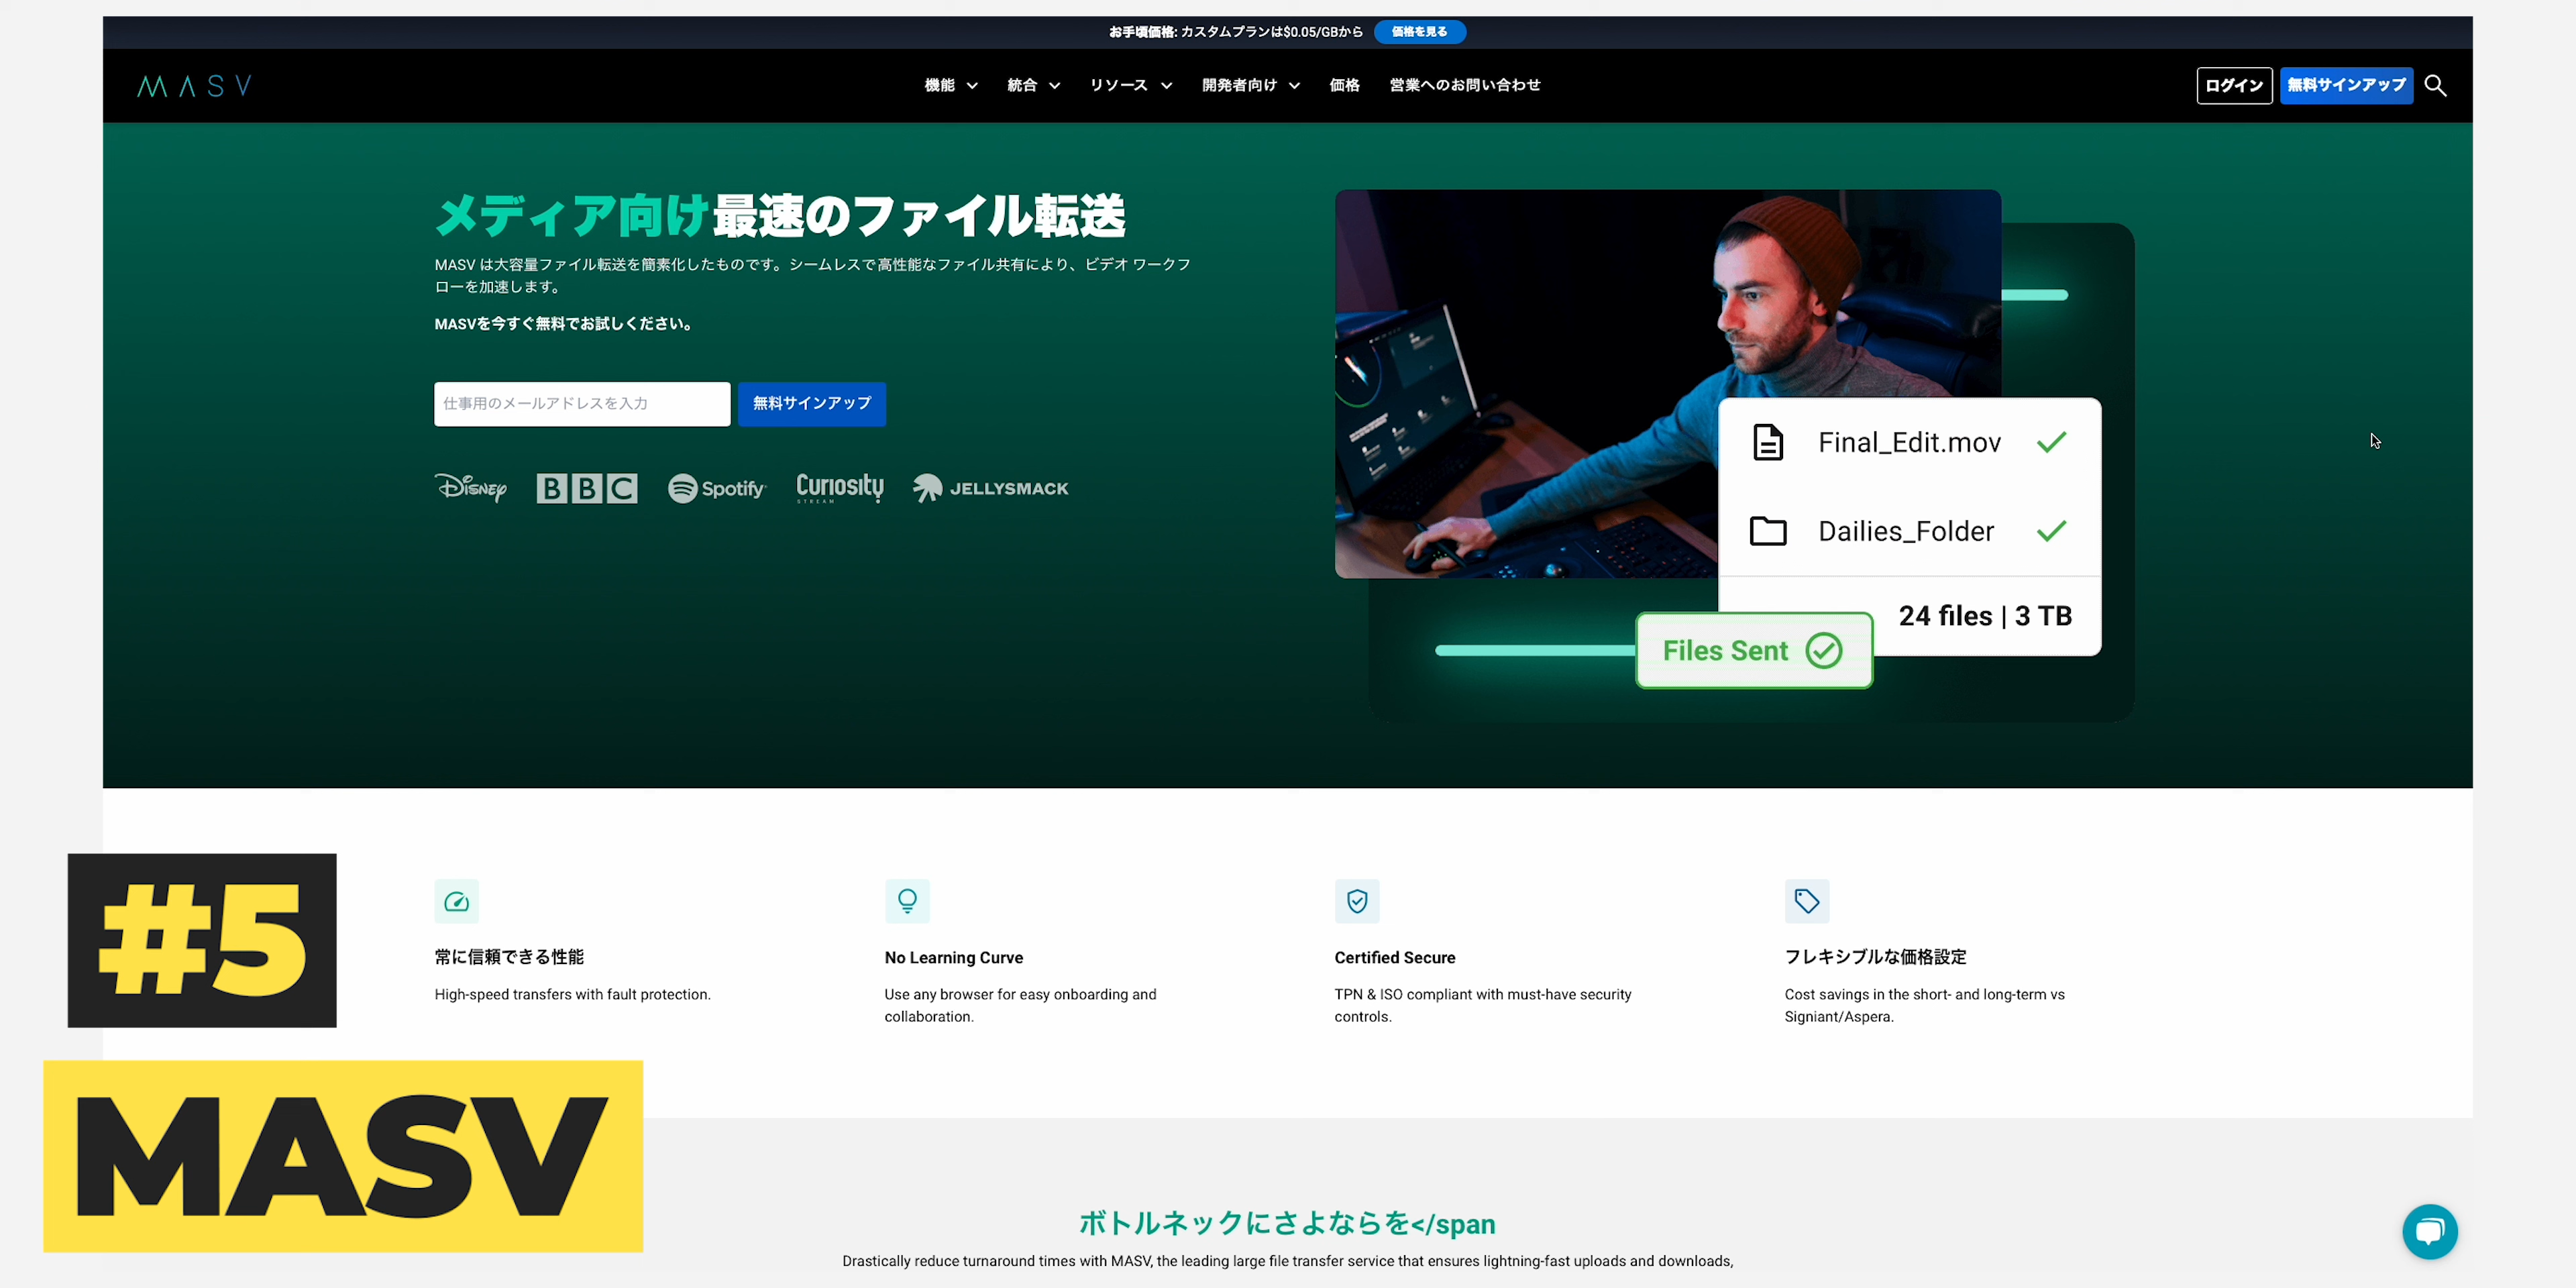 お手頃価格: カスタムプランは$0.05/GBから 価格を見る
MASV 機能 統合 リソース 開発者向け 価格 営業へのお問い合わせ ログイン 無料サインアップ
メディア向け最速のファイル転送
MASV は大容量ファイル転送を簡素化したものです。シームレスで高性能なファイル共有により、ビデオ ワークフ
ローを加速します。
MASVを今すぐ無料でお試しください。
仕事用のメールアドレスを入力 無料サインアップ
Disney BBC Spotify Curiosity STREAM JELLYSMACK
Final_Edit.mov
Dailies_Folder
24 files | 3 TB
Files Sent
#5
MASV
常に信頼できる性能
High-speed transfers with fault protection.
No Learning Curve
Use any browser for easy onboarding and
collaboration.
Certified Secure
TPN & ISO compliant with must-have security
controls.
フレキシブルな価格設定
Cost savings in the short- and long-term vs
Signiant/Aspera.
ボトルネックにさよならを</span
Drastically reduce turnaround times with MASV, the leading large file transfer service that ensures lightning-fast uploads and downloads,